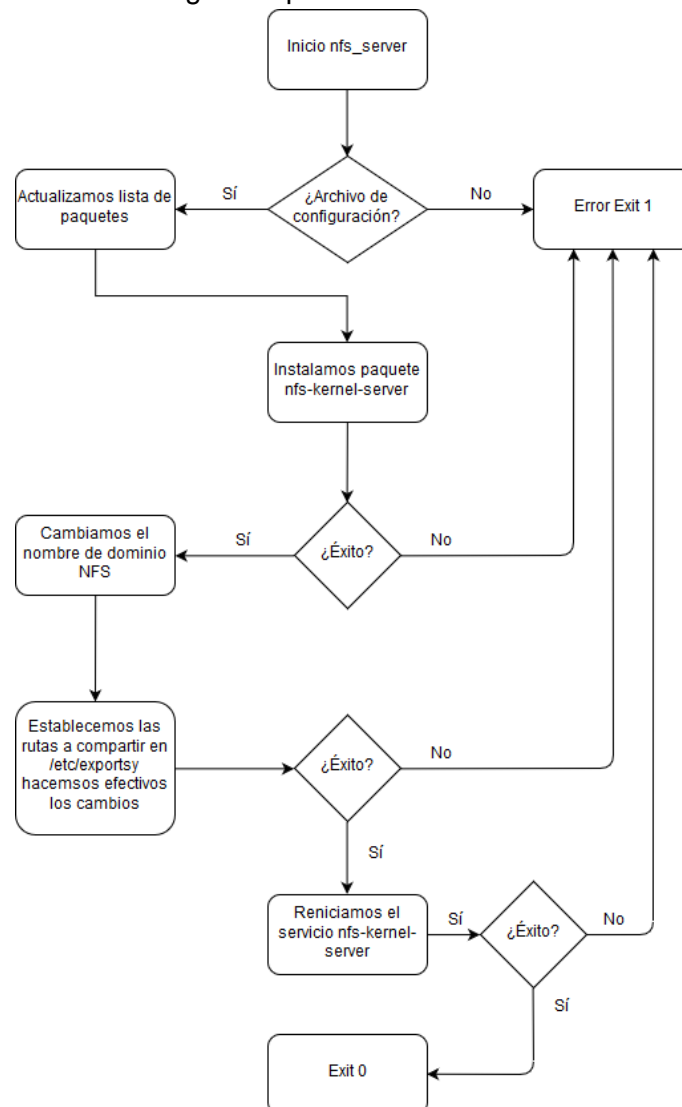 Inicio nfs_server
¿Archivo de
configuración?
Sí
No
Actualizamos lista de
paquetes
Error Exit 1
Instalamos paquete
nfs-kernel-server
¿Éxito?
Sí
No
Cambiamos el
nombre de dominio
NFS
Establecemos las
rutas a compartir en
/etc/exportsy
hacemsos efectivos
los cambios
¿Éxito?
No
Sí
Reniciamos el
servicio nfs-kernel-
server
Sí
¿Éxito?
No
Sí
Exit 0